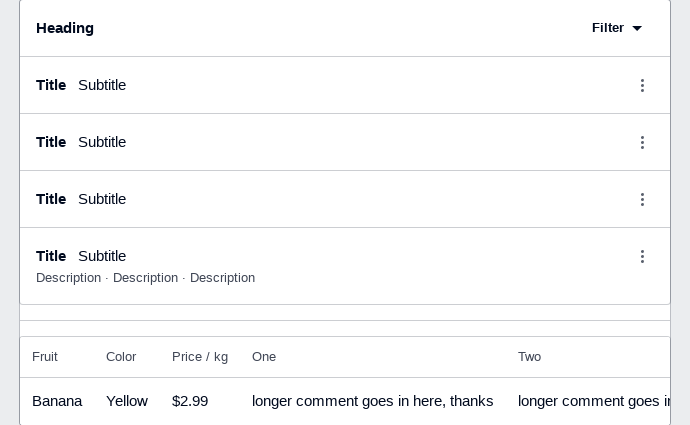 Heading Filter
Title Subtitle
Title Subtitle
Title Subtitle
Title Subtitle
Description · Description · Description
Fruit Color Price / kg One Two
Banana Yellow $2.99 longer comment goes in here, thanks longer comment goes